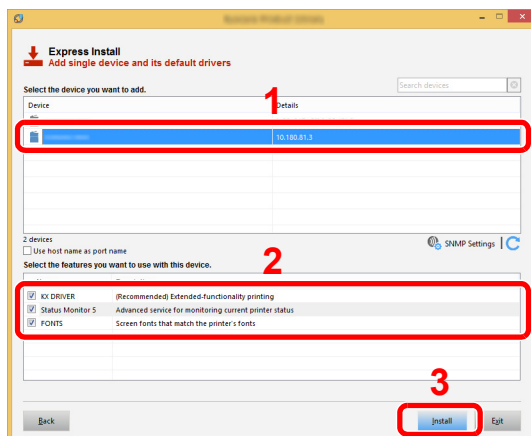 Express Install
Add single device and its default drivers
Select the device you want to add.
Search devices
1
Device Details
10.180.81.3
2 devices
SNMP Settings
Use host name as port name
Select the features you want to use with this device.
2
KX DRIVER (Recommended) Extended-functionality printing
Status Monitor 5 Advanced service for monitoring current printer status
FONTS Screen fonts that match the printer's fonts
3
Back Install Exit